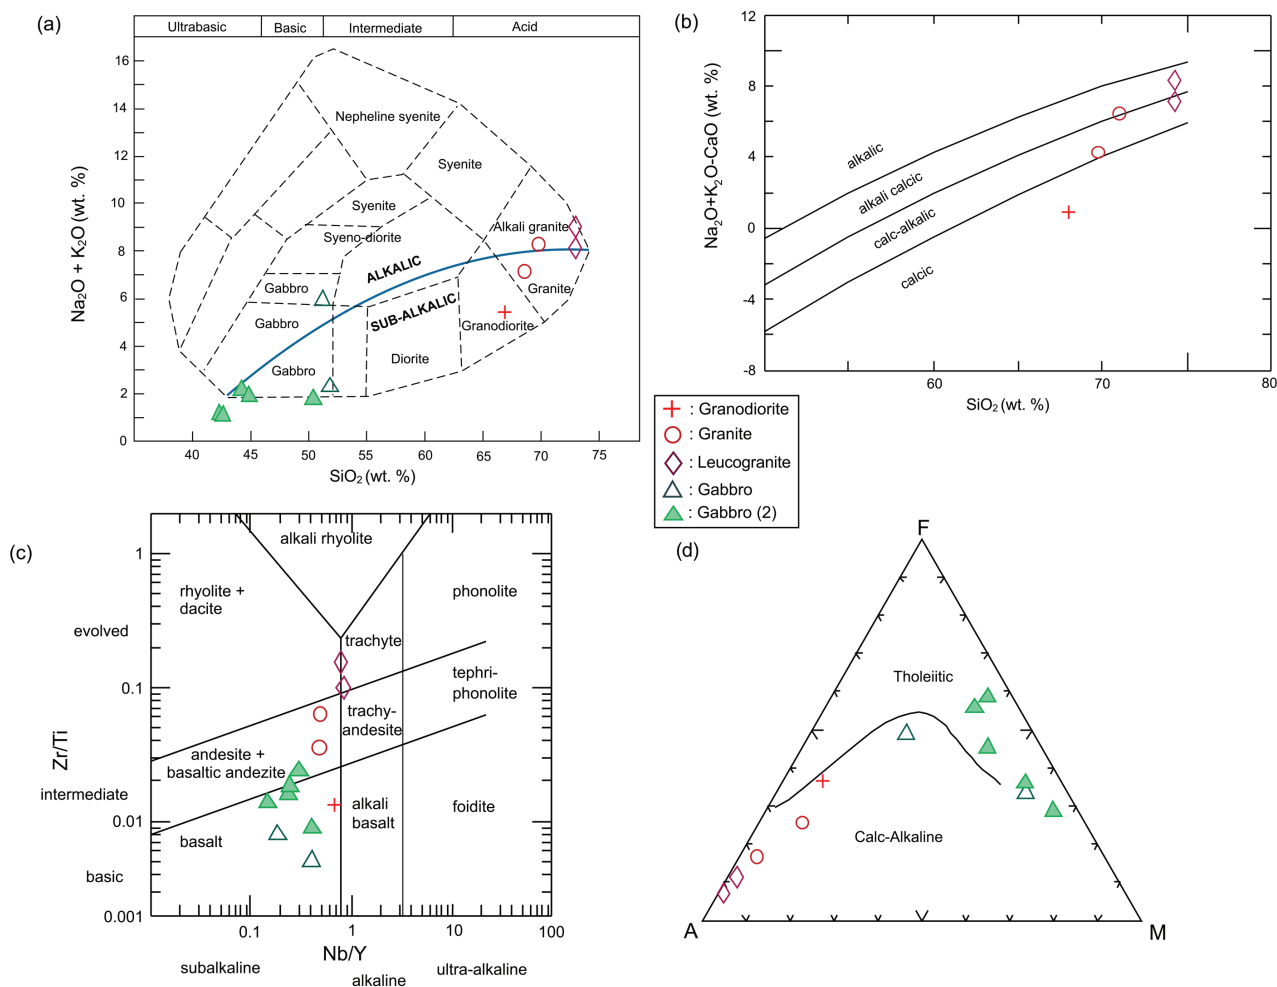 (a)
Ultrabasic Basic Intermediate Acid
16
14
12
10
8
6
4
2
0
Na2O + K2O (wt. %)
Nepheline syenite
Syenite
Syenite
Alkali granite
Syeno-diorite
ALKALIC
Gabbro
Granite
SUB-ALKALIC
Gabbro
Granodiorite
Diorite
Gabbro
40 45 50 55 60 65 70 75
SiO2 (wt. %)
(b)
12
8
4
0
-4
-8
Na2O+K2O-CaO (wt. %)
alkalic
alkali calcic
calc-alkalic
calcic
60 70 80
SiO2 (wt. %)
: Granodiorite
: Granite
: Leucogranite
: Gabbro
: Gabbro (2)
(c)
1
0.1
0.01
0.001
Zr/Ti
evolved
intermediate
basic
alkali rhyolite
rhyolite +
dacite
phonolite
trachyte
tephri-
phonolite
trachy-
andesite
andesite +
basaltic andezite
alkali
basalt
foidite
basalt
0.1 1 10 100
Nb/Y
subalkaline
alkaline
ultra-alkaline
(d)
F
Tholeiitic
Calc-Alkaline
A
M